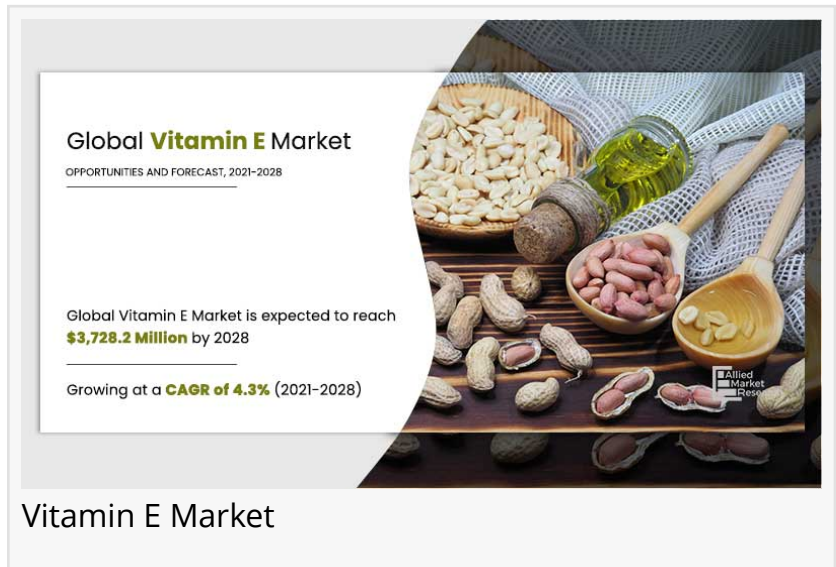 Global Vitamin E Market
OPPORTUNITIES AND FORECAST, 2021-2028
Global Vitamin E Market is expected to reach
$3,728.2 Million by 2028
Growing at a CAGR of 4.3% (2021-2028)
Allied
Market
Vitamin E Market